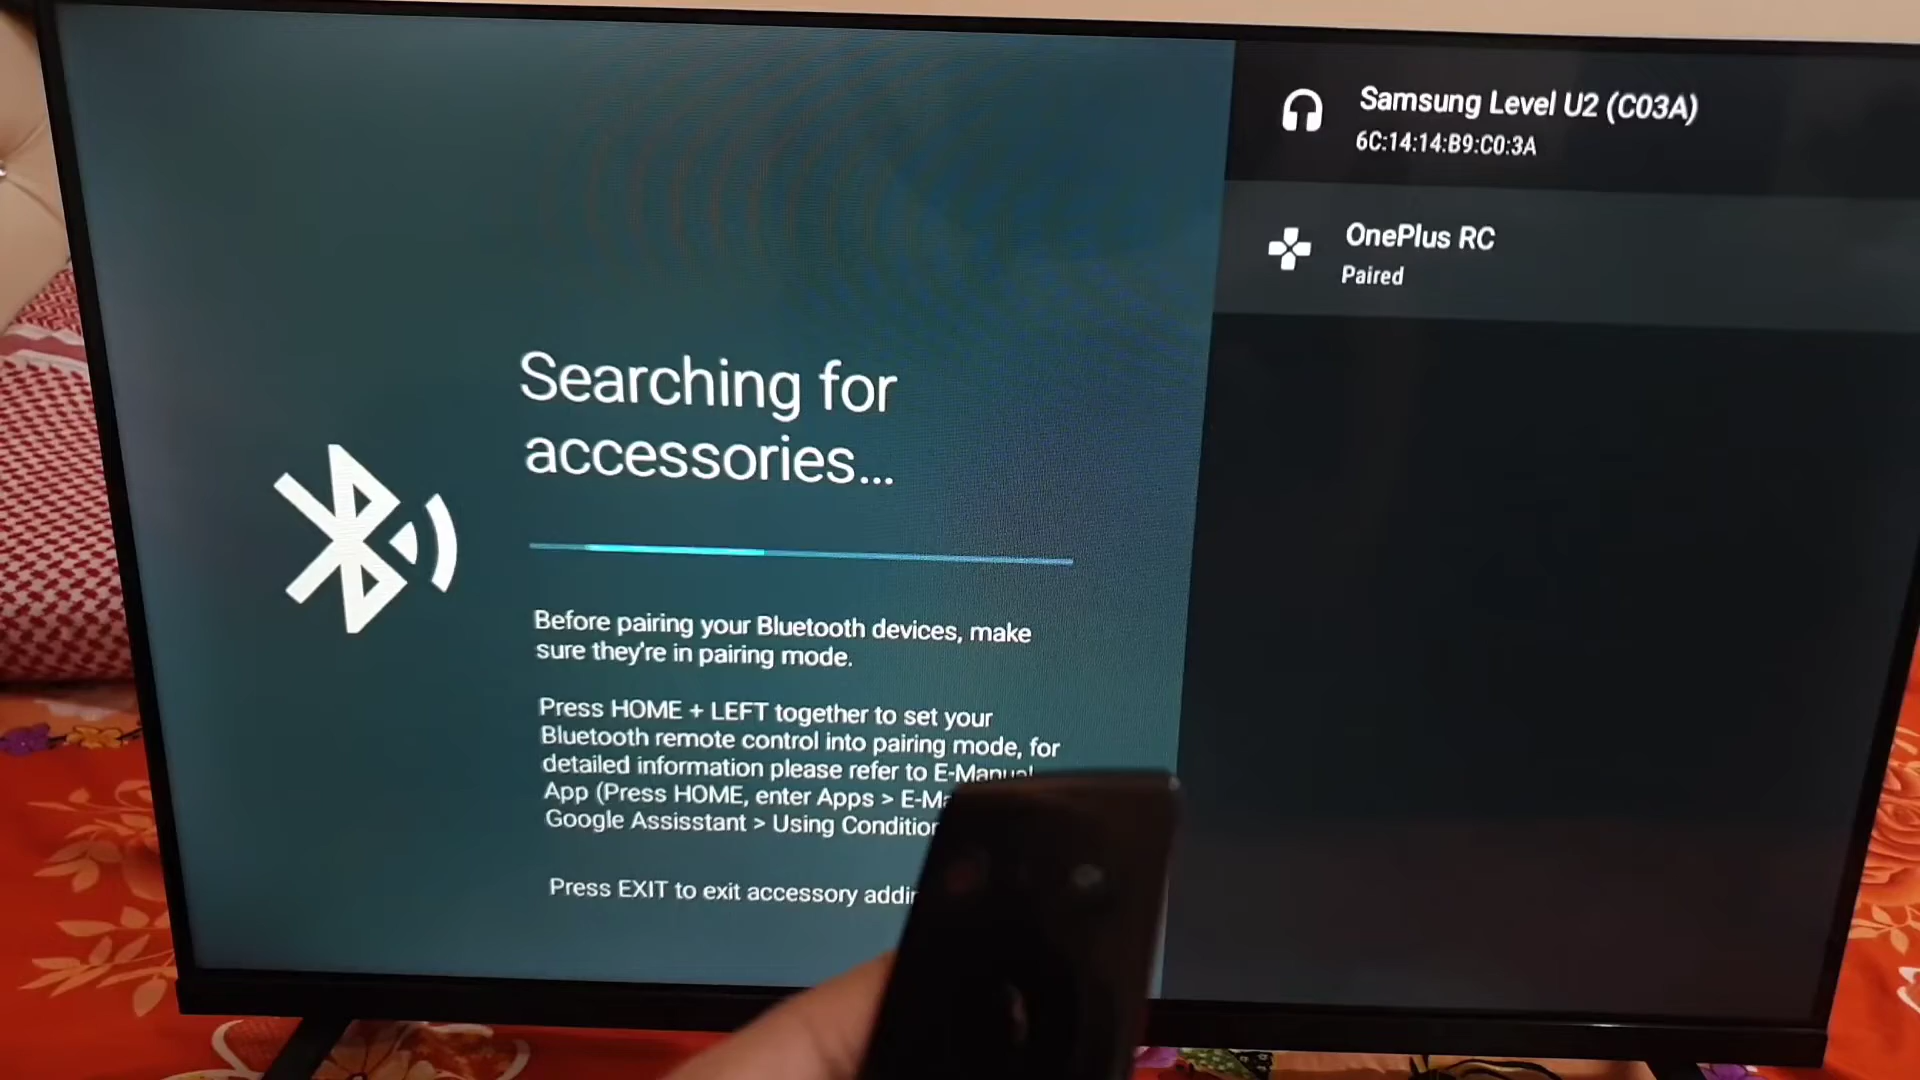 Samsung Level U2 (C03A)
6C:14:14:B9:C0:3A
OnePlus RC
Paired
Searching for
accessories...
Before pairing your Bluetooth devices, make
sure they're in pairing mode.
Press HOME + LEFT together to set your
Bluetooth remote control into pairing mode, for
detailed information please refer to E-Manual
App (Press HOME, enter Apps > E-Ma
Google Assisstant > Using Condition
Press EXIT to exit accessory addin